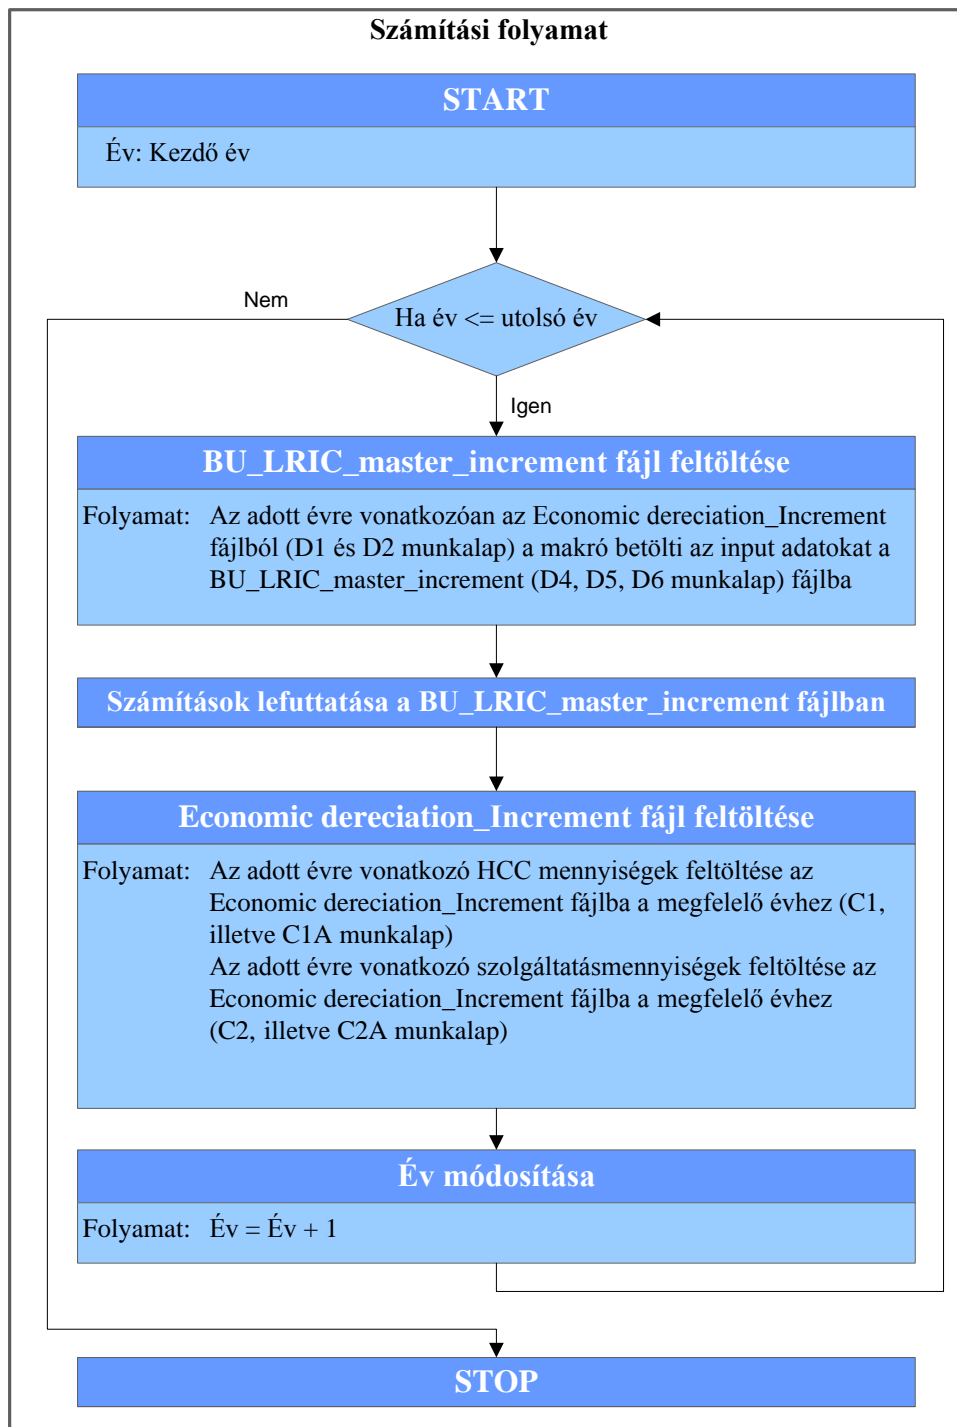 Számítási folyamat
START
Év: Kezdő év
Ha év <= utolsó év
Nem
Igen
BU_LRIC_master_increment fájl feltöltése
Folyamat: Az adott évre vonatkozóan az Economic dereciation_Increment
fájlból (D1 és D2 munkalap) a makró betölti az input adatokat a
BU_LRIC_master_increment (D4, D5, D6 munkalap) fájlba
Számítások lefuttatása a BU_LRIC_master_increment fájlban
Economic dereciation_Increment fájl feltöltése
Folyamat: Az adott évre vonatkozó HCC mennyiségek feltöltése az
Economic dereciation_Increment fájlba a megfelelő évhez (C1,
illetve C1A munkalap)
Az adott évre vonatkozó szolgáltatásmennyiségek feltöltése az
Economic dereciation_Increment fájlba a megfelelő évhez
(C2, illetve C2A munkalap)
Év módosítása
Folyamat: Év = Év + 1
STOP